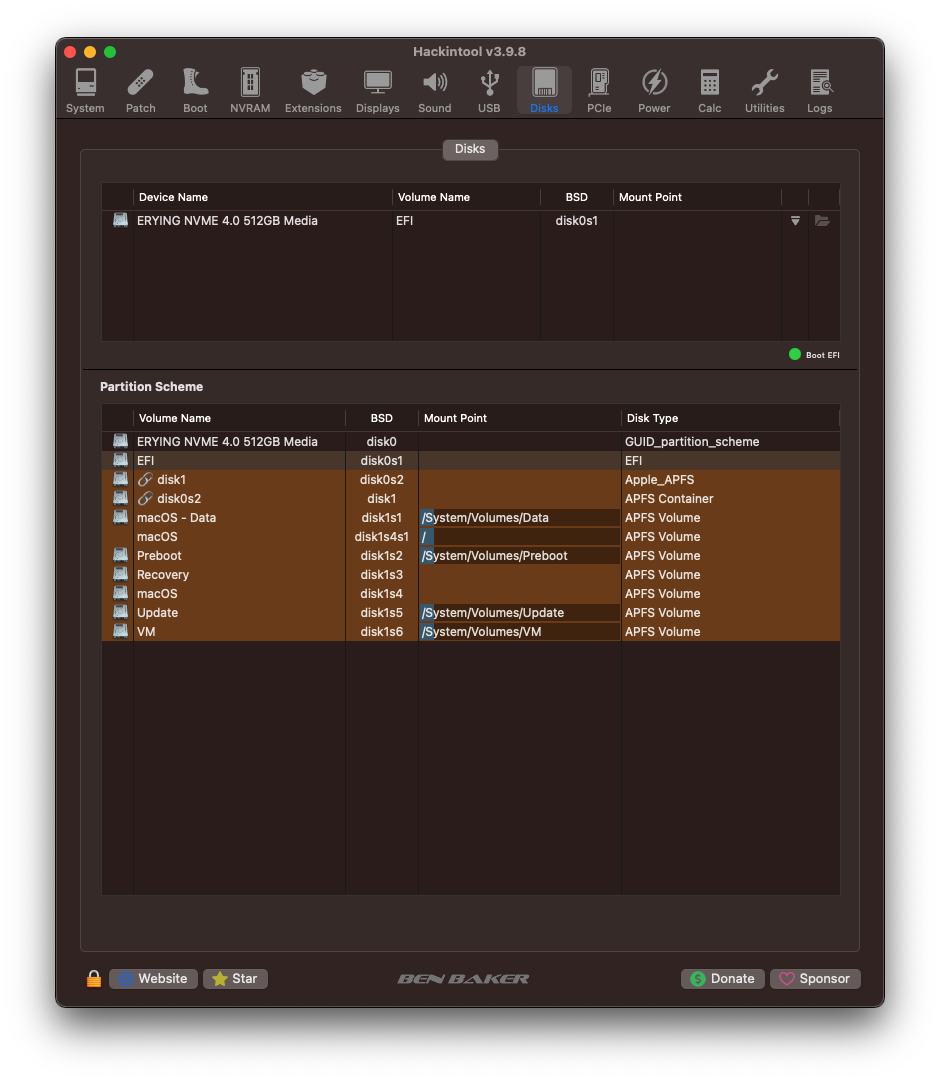 Hackintool v3.9.8
System Patch Boot NVRAM Extensions Displays Sound USB Disks PCIe Power Calc Utilities Logs
Disks
Device Name Volume Name BSD Mount Point
ERYING NVME 4.0 512GB Media EFI disk0s1
Boot EFI
Partition Scheme
Volume Name BSD Mount Point Disk Type
ERYING NVME 4.0 512GB Media disk0 GUID_partition_scheme
EFI disk0s1 EFI
disk1 disk0s2 Apple_APFS
disk0s2 disk1 APFS Container
macOS - Data disk1s1 /System/Volumes/Data APFS Volume
macOS disk1s4s1 / APFS Volume
Preboot disk1s2 /System/Volumes/Preboot APFS Volume
Recovery disk1s3 APFS Volume
macOS disk1s4 APFS Volume
Update disk1s5 /System/Volumes/Update APFS Volume
VM disk1s6 /System/Volumes/VM APFS Volume
Website Star BEN BAKER $ Donate Sponsor